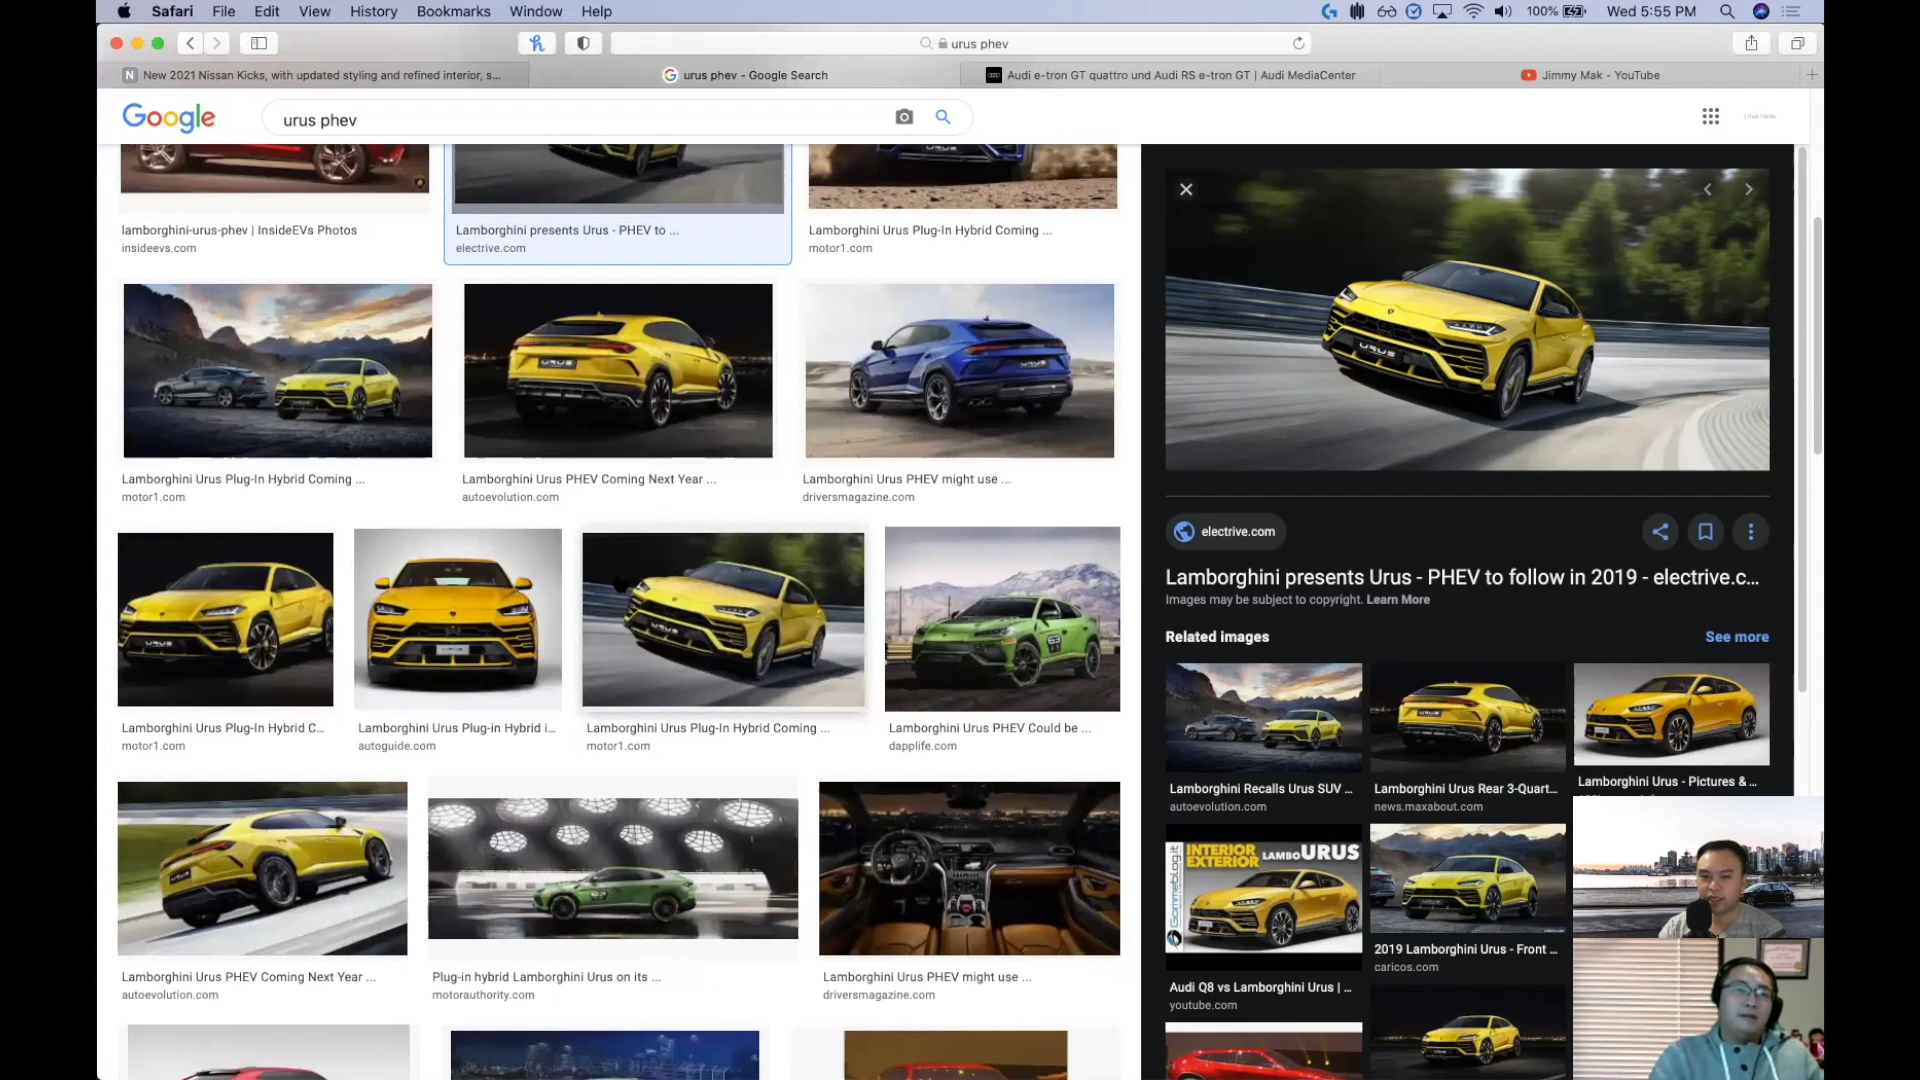 Safari File Edit View History Bookmarks Window Help 100% Wed 5:55 PM
urus phev
New 2021 Nissan Kicks, with updated styling and refined interior, s...
urus phev - Google Search
Audi e-tron GT quattro und Audi RS e-tron GT | Audi MediaCenter
Jimmy Mak - YouTube
Google
urus phev
lamborghini-urus-phev | InsideEVs Photos
insideevs.com
Lamborghini presents Urus - PHEV to ...
electrive.com
Lamborghini Urus Plug-In Hybrid Coming ...
motor1.com
URUS
Lamborghini Urus Plug-In Hybrid Coming ...
motor1.com
Lamborghini Urus PHEV Coming Next Year ...
autoevolution.com
Lamborghini Urus PHEV might use ...
driversmagazine.com
URUS
URUS
63
Lamborghini Urus Plug-In Hybrid C...
motor1.com
Lamborghini Urus Plug-in Hybrid i...
autoguide.com
Lamborghini Urus Plug-In Hybrid Coming ...
motor1.com
Lamborghini Urus PHEV Could be ...
dapplife.com
Lamborghini Urus PHEV Coming Next Year ...
autoevolution.com
Plug-in hybrid Lamborghini Urus on its ...
motorauthority.com
Lamborghini Urus PHEV might use ...
driversmagazine.com
URUS
electrive.com
Lamborghini presents Urus - PHEV to follow in 2019 - electrive.c...
Images may be subject to copyright. Learn More
Related images
See more
Lamborghini Recalls Urus SUV ...
autoevolution.com
Lamborghini Urus Rear 3-Quart...
news.maxabout.com
Lamborghini Urus - Pictures & ...
INTERIOR
EXTERIOR
LAMBO URUS
Gommeblog.it
Audi Q8 vs Lamborghini Urus | ...
youtube.com
2019 Lamborghini Urus - Front ...
caricos.com